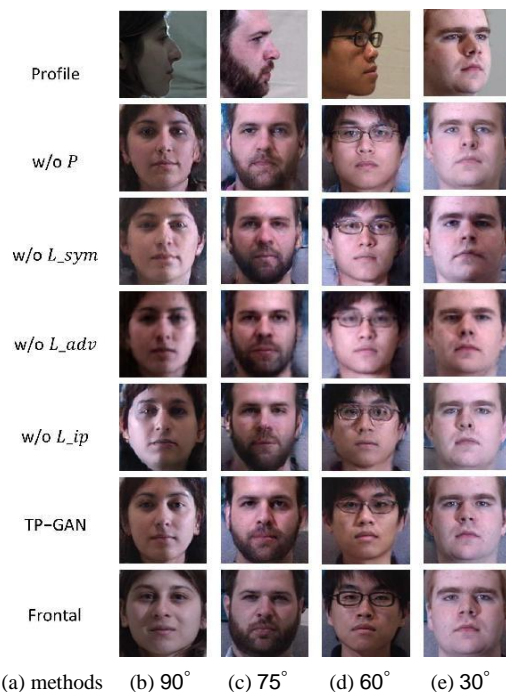 Profile
w/o P
w/o L_sym
w/o L_adv
w/o L_ip
TP-GAN
Frontal
(a) methods (b) 90° (c) 75° (d) 60° (e) 30°